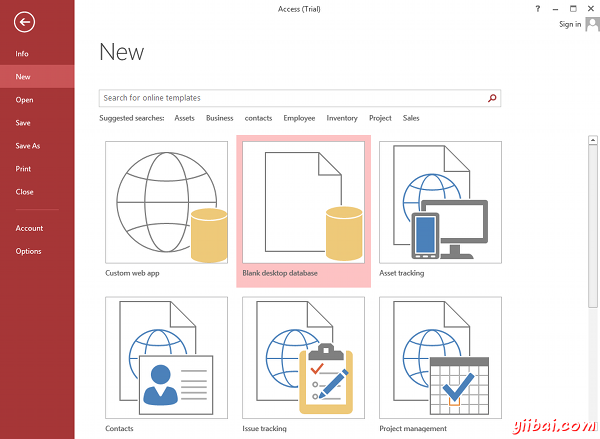 Access (Trial)
?
Sign in
Info
New
Open
Save
Save As
Print
Close
Account
Options
New
Search for online templates
Suggested searches: Assets Business contacts Employee Inventory Project Sales
Custom web app Blank desktop database Asset tracking
Contacts Issue tracking Project management
yiibai.com